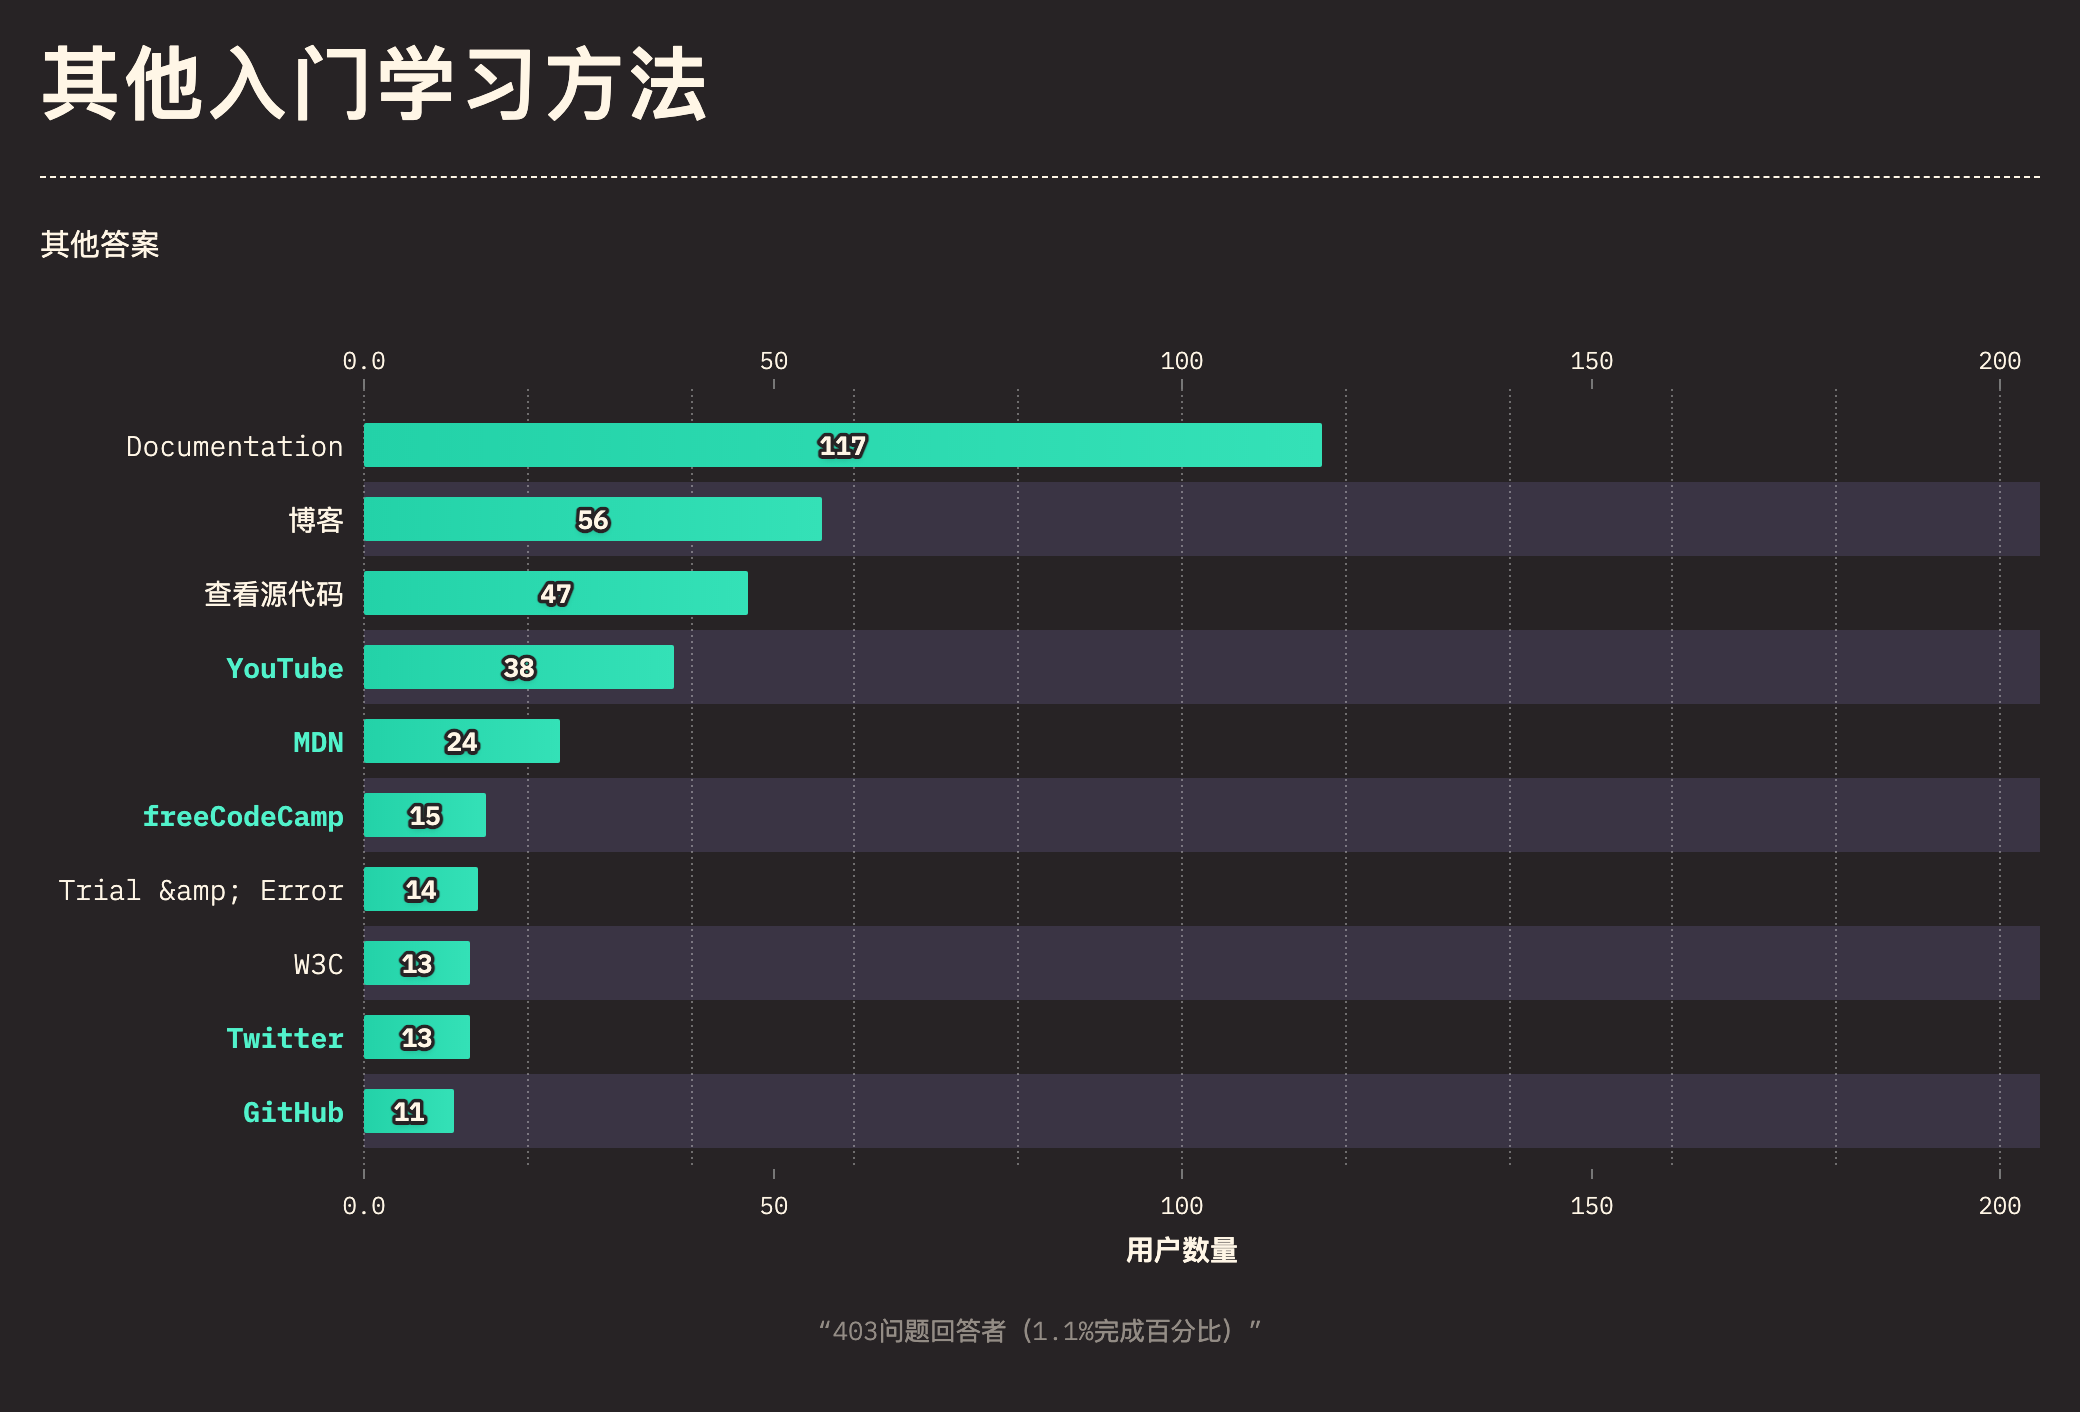 其他入门学习方法
其他答案
0.0 50 100 150 200
Documentation 117
博客 56
查看源代码 47
YouTube 38
MDN 24
freeCodeCamp 15
Trial &amp; Error 14
W3C 13
Twitter 13
GitHub 11
0.0 50 100 150 200
用户数量
“403问题回答者（1.1%完成百分比）”